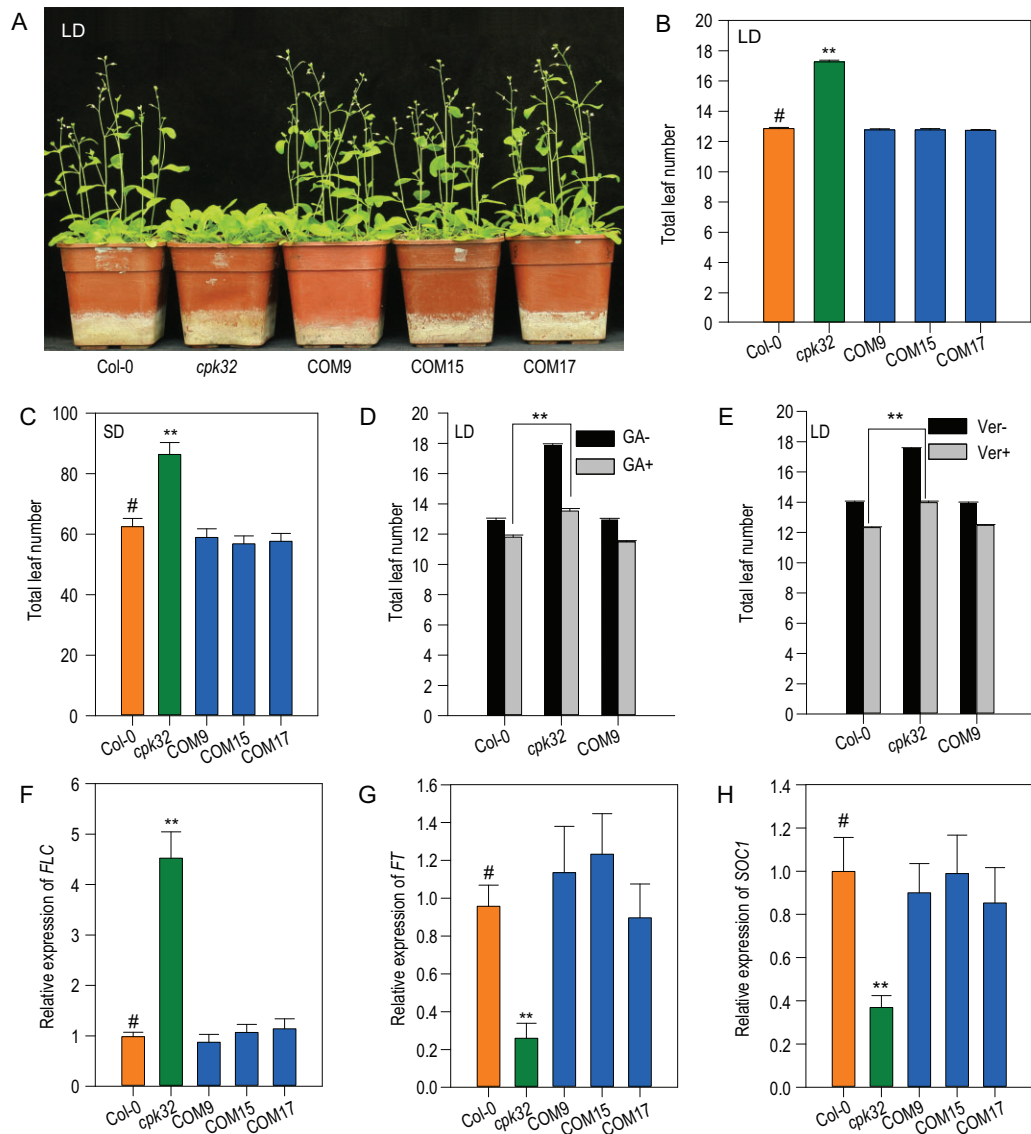 A
LD
Col-0
cpk32
COM9
COM15
COM17
B
LD
Total leaf number
20
18
16
14
12
10
8
6
4
2
0
#
**
Col-0
cpk32
COM9
COM15
COM17
C
SD
Total leaf number
100
80
60
40
20
0
#
**
Col-0
cpk32
COM9
COM15
COM17
D
LD
Total leaf number
20
18
16
14
12
10
8
6
4
2
0
**
GA-
GA+
Col-0
cpk32
COM9
E
LD
Total leaf number
20
18
16
14
12
10
8
6
4
2
0
**
Ver-
Ver+
Col-0
cpk32
COM9
F
Relative expression of FLC
6
5
4
3
2
1
0
#
**
Col-0
cpk32
COM9
COM15
COM17
G
Relative expression of FT
1.6
1.4
1.2
1.0
0.8
0.6
0.4
0.2
0.0
#
**
Col-0
cpk32
COM9
COM15
COM17
H
Relative expression of SOC1
1.4
1.2
1.0
0.8
0.6
0.4
0.2
0.0
#
**
Col-0
cpk32
COM9
COM15
COM17